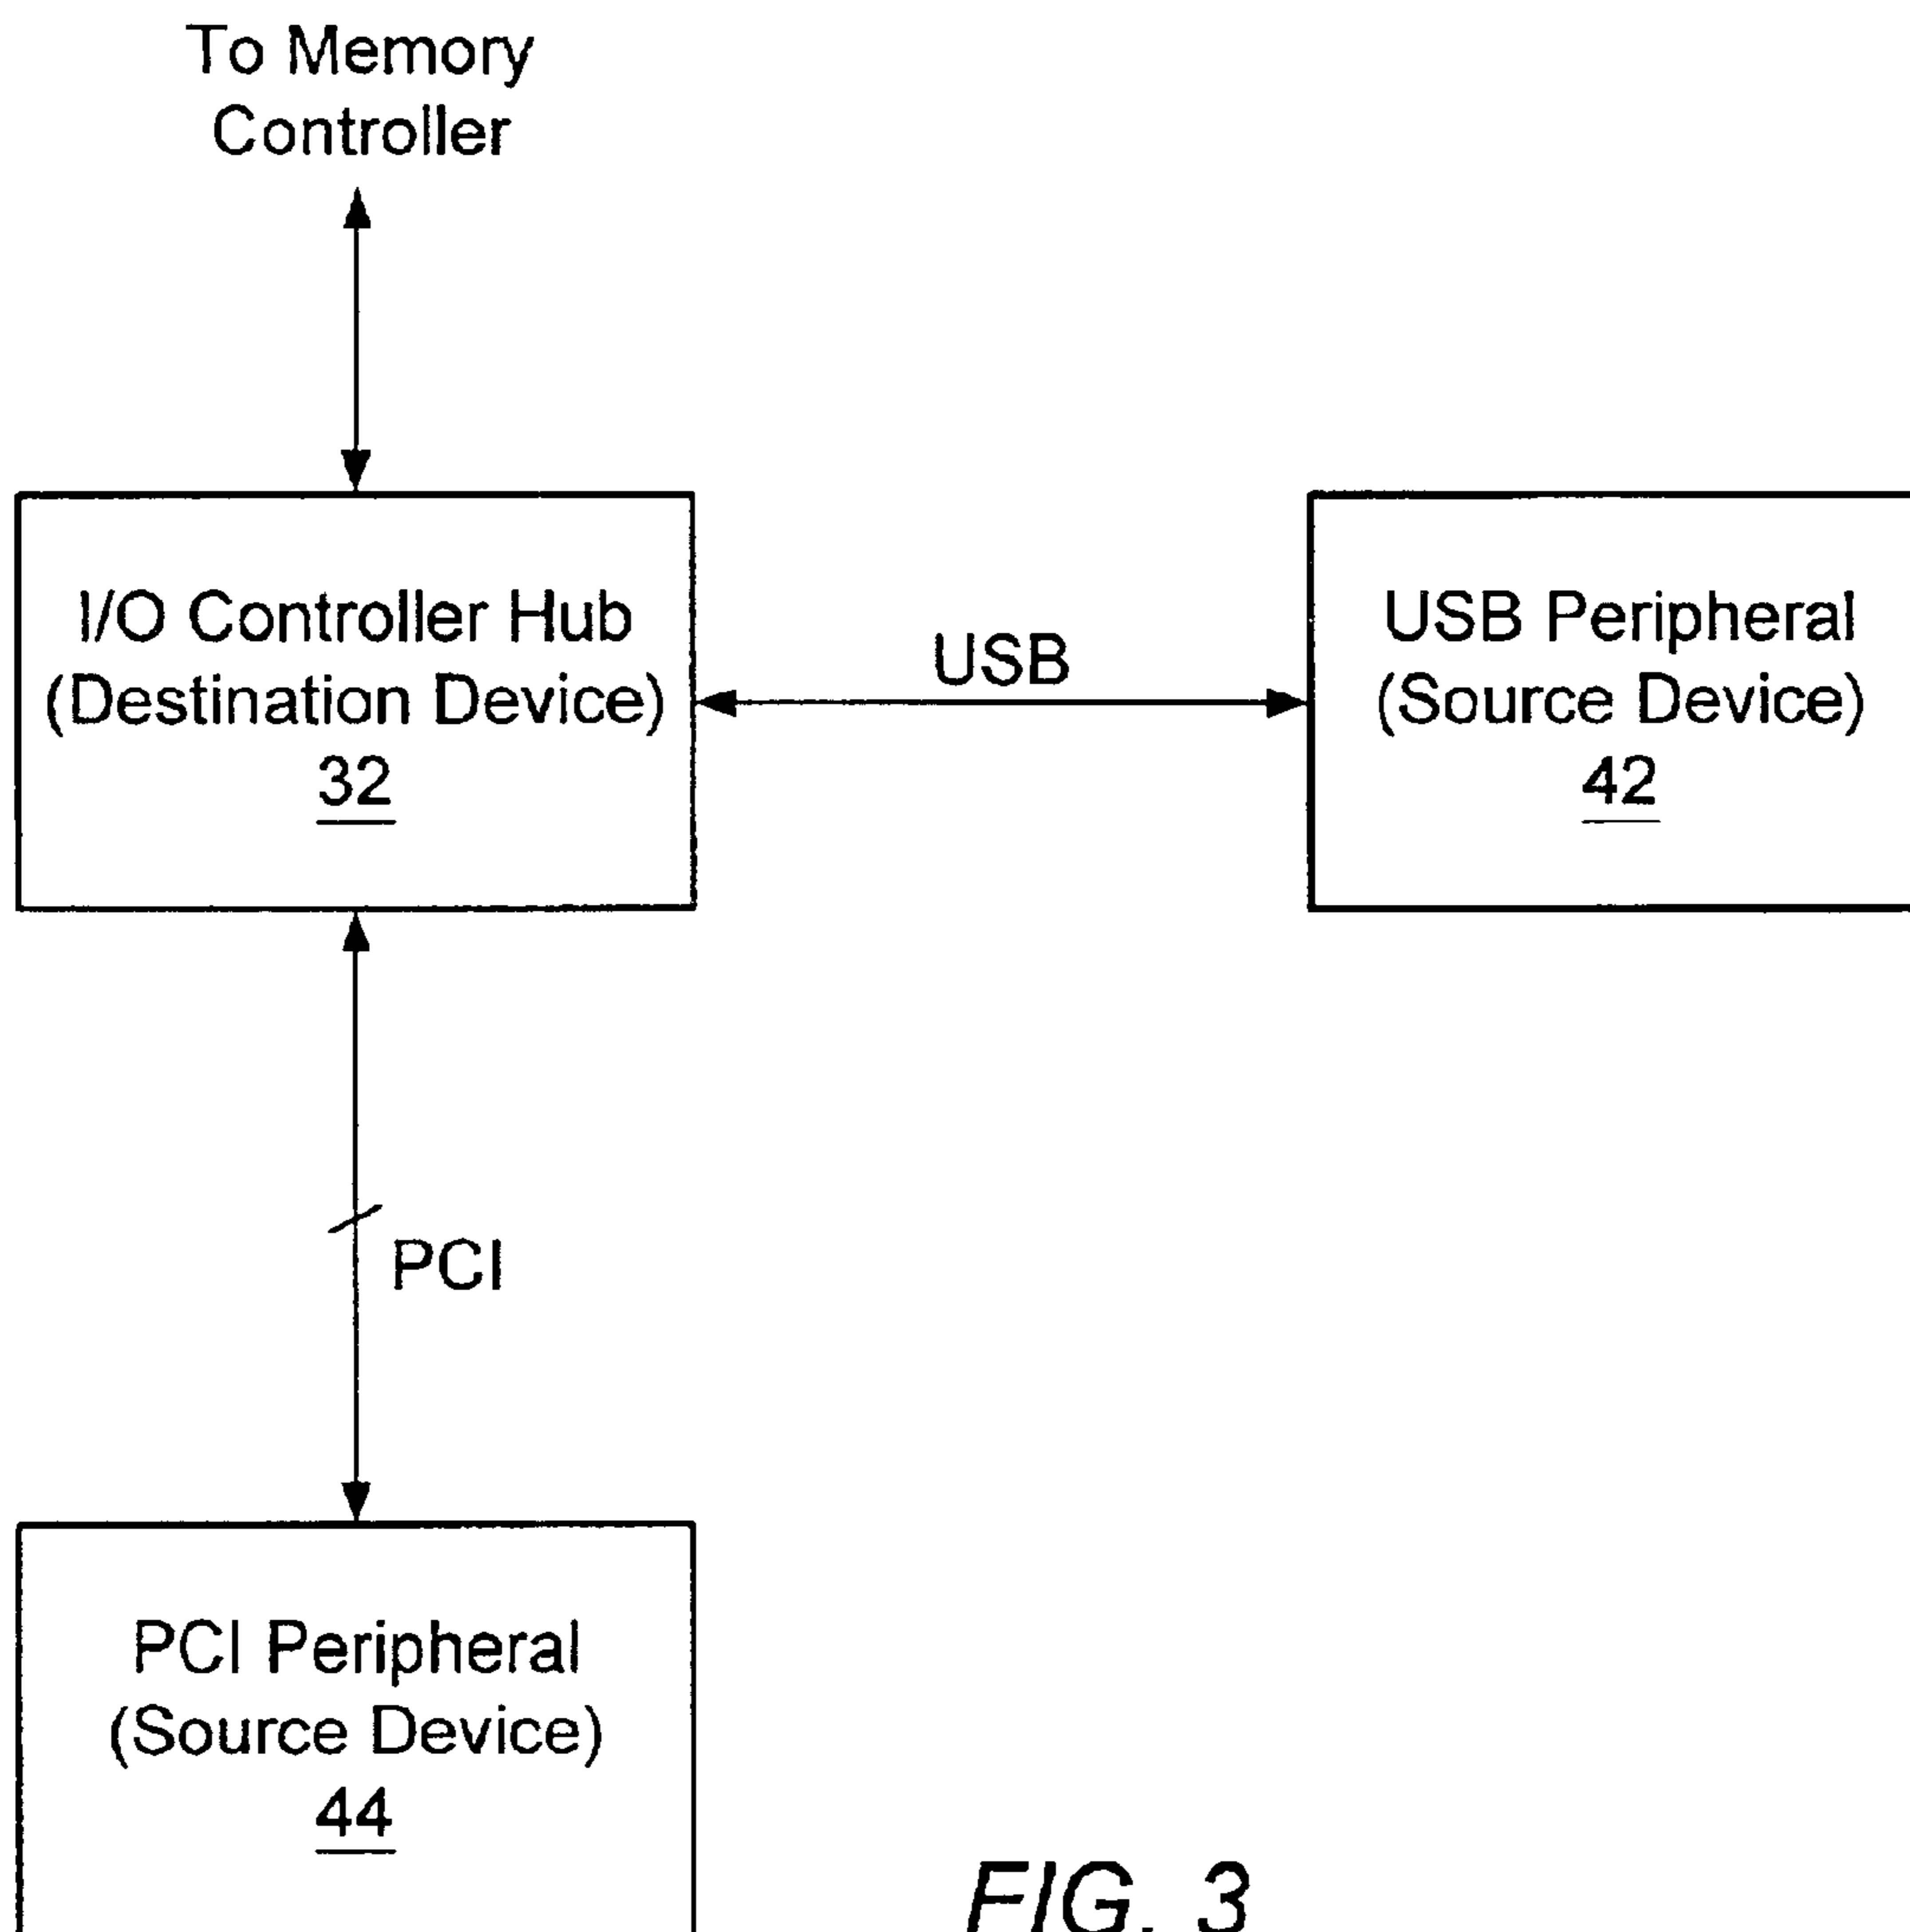 To Memory
Controller
I/O Controller Hub
(Destination Device)
32
USB
USB Peripheral
(Source Device)
42
PCI
PCI Peripheral
(Source Device)
44
FIG. 3